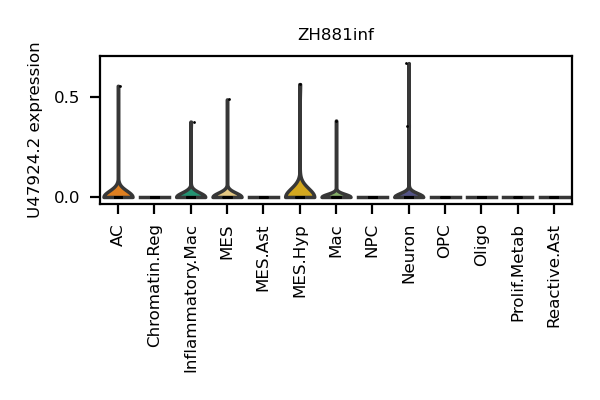 ZH881inf
U47924.2 expression
0.5
0.0
AC
Chromatin.Reg
Inflammatory.Mac
MES
MES.Ast
MES.Hyp
Mac
NPC
Neuron
OPC
Oligo
Prolif.Metab
Reactive.Ast